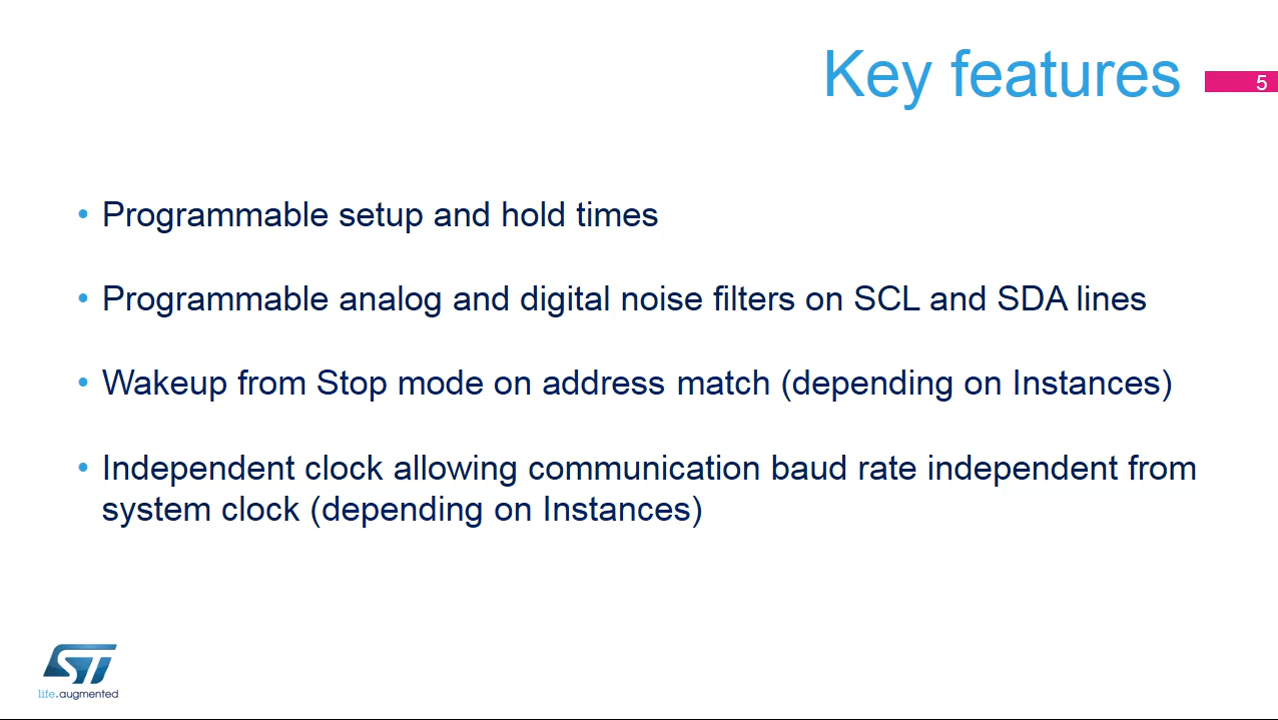 Key features
5
• Programmable setup and hold times
• Programmable analog and digital noise filters on SCL and SDA lines
• Wakeup from Stop mode on address match (depending on Instances)
• Independent clock allowing communication baud rate independent from
system clock (depending on Instances)
ST
life.augmented